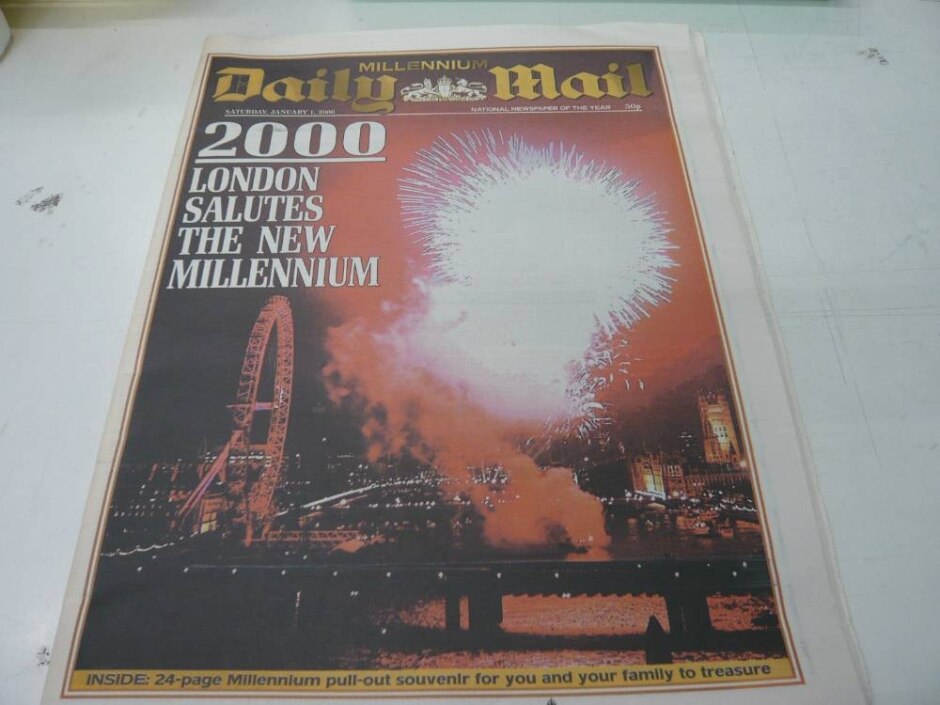 MILLENNIUM
Daily Mail
SATURDAY, JANUARY 1, 2000
NATIONAL NEWSPAPER OF THE YEAR 50p
2000
LONDON
SALUTES
THE NEW
MILLENNIUM
INSIDE: 24-page Millennium pull-out souvenir for you and your family to treasure